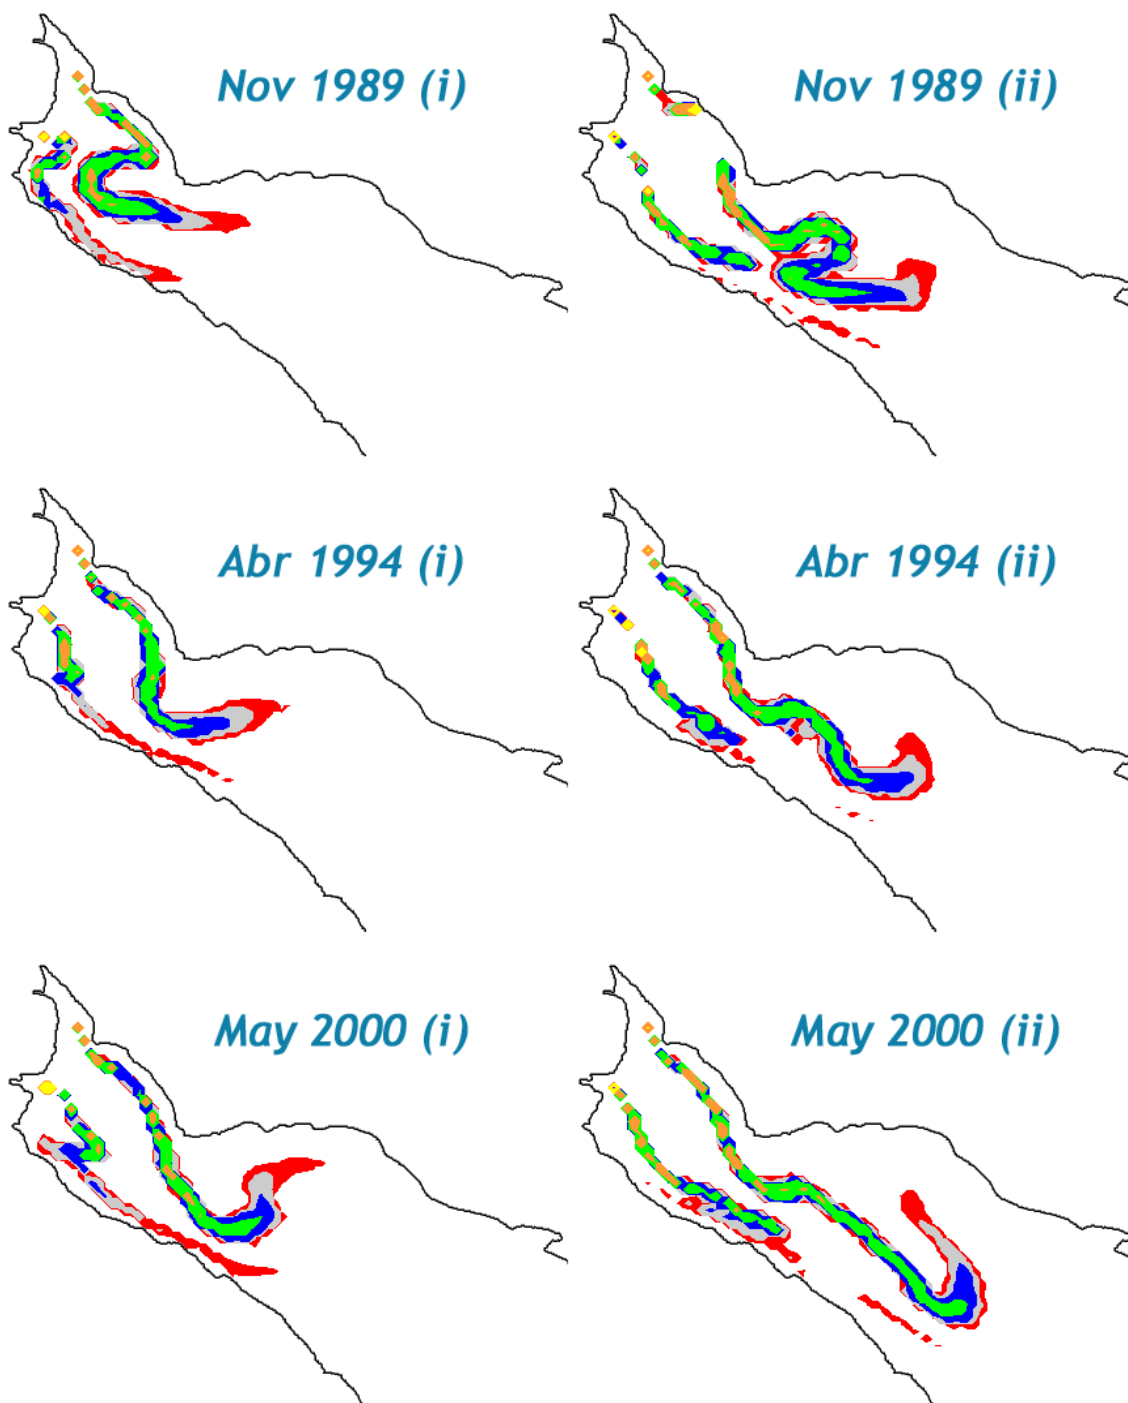 Nov 1989 (i)
Nov 1989 (ii)
Abr 1994 (i)
Abr 1994 (ii)
May 2000 (i)
May 2000 (ii)